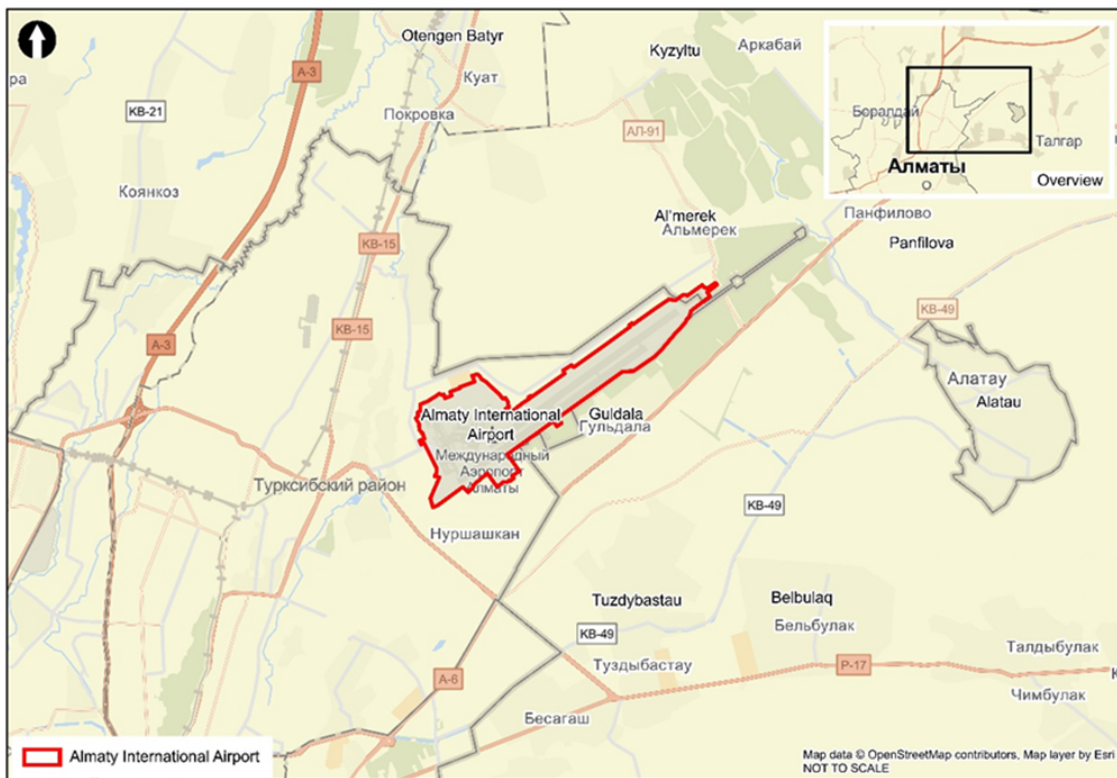 Otengen Batyr
Kyzyltu
Аркабай
A-3
Куат
KB-21
Покровка
АЛ-91
Боралдай
Талгар
Алматы
Overview
Коянкоз
Al'merek
Альмерек
Панфилово
Panfilova
KB-15
KB-49
KB-15
A-3
Алатау
Alatau
Almaty International
Airport
Guldala
Гульдала
Международный
Аэропорт
Алматы
Турксибский район
KB-49
Нуршашкан
Tuzdybastau
Belbulaq
KB-49
Бельбулак
Талдыбулак
Туздыбастау
P-17
A-6
Чимбулак
Бесагаш
Almaty International Airport
Map data © OpenStreetMap contributors, Map layer by Esri
NOT TO SCALE